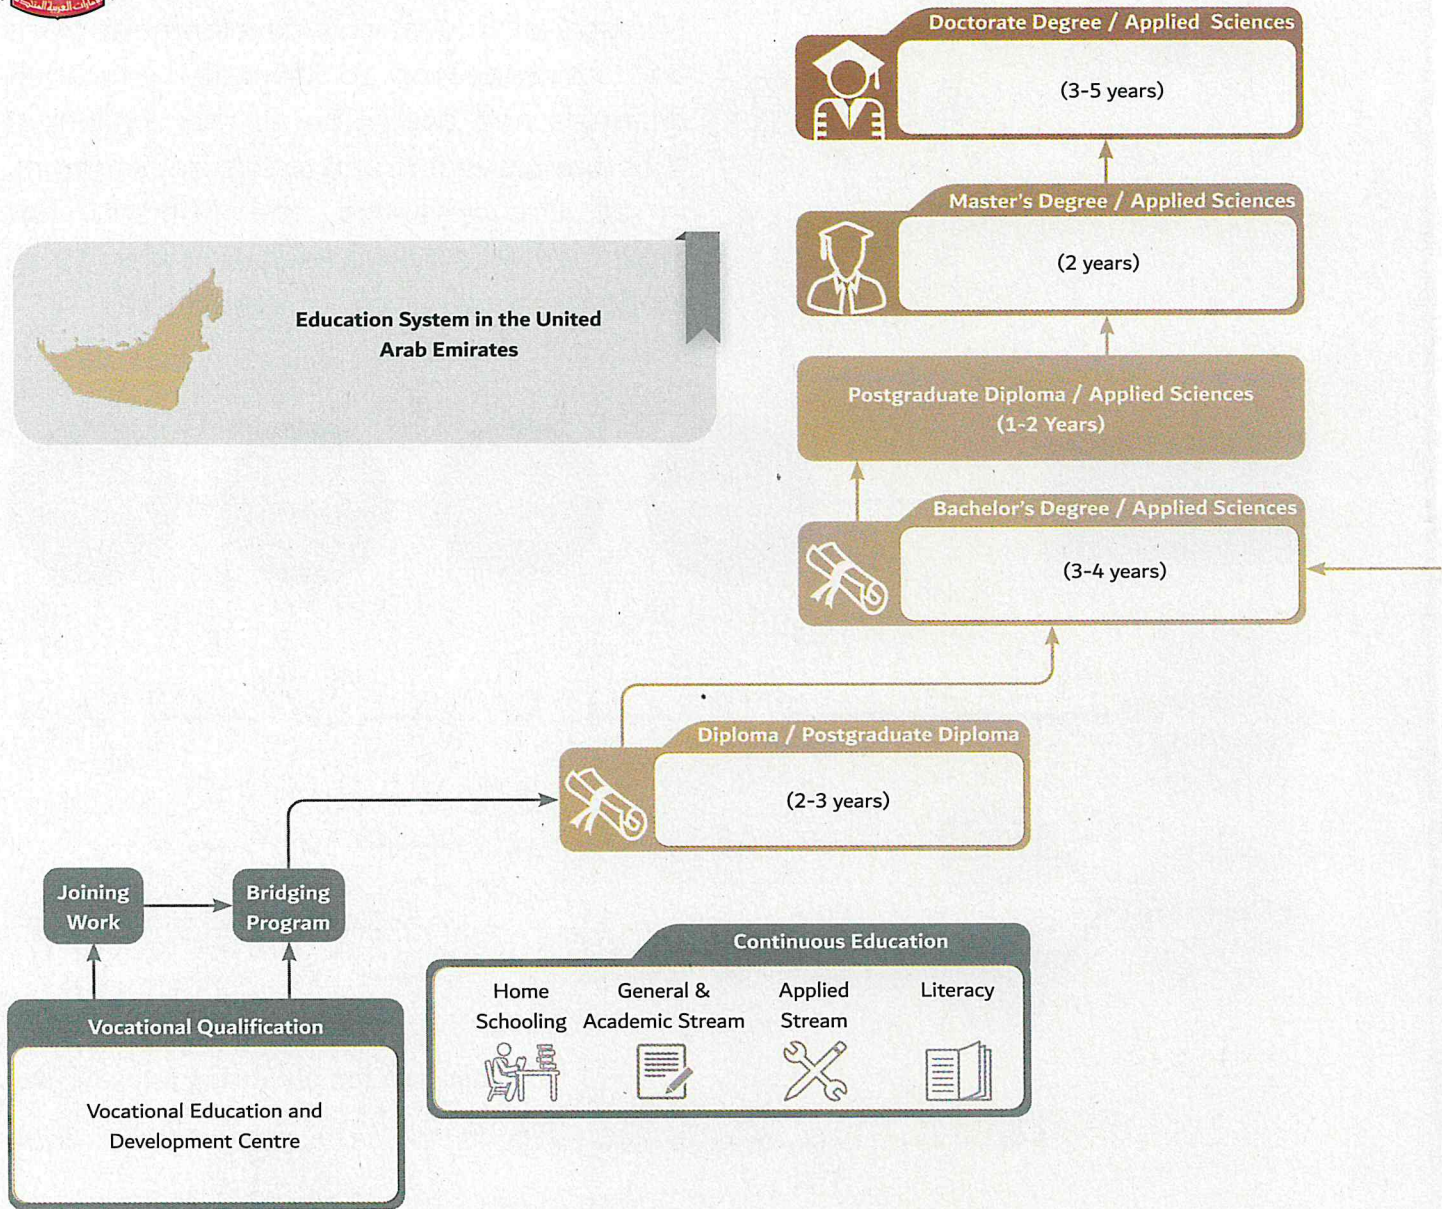 الإمارات العربية المتحدة
Doctorate Degree / Applied Sciences
(3-5 years)
Master's Degree / Applied Sciences
(2 years)
Education System in the United
Arab Emirates
Postgraduate Diploma / Applied Sciences
(1-2 Years)
Bachelor's Degree / Applied Sciences
(3-4 years)
Diploma / Postgraduate Diploma
(2-3 years)
Joining
Work
Bridging
Program
Continuous Education
Home
Schooling
General &
Academic Stream
Applied
Stream
Literacy
Vocational Qualification
Vocational Education and
Development Centre